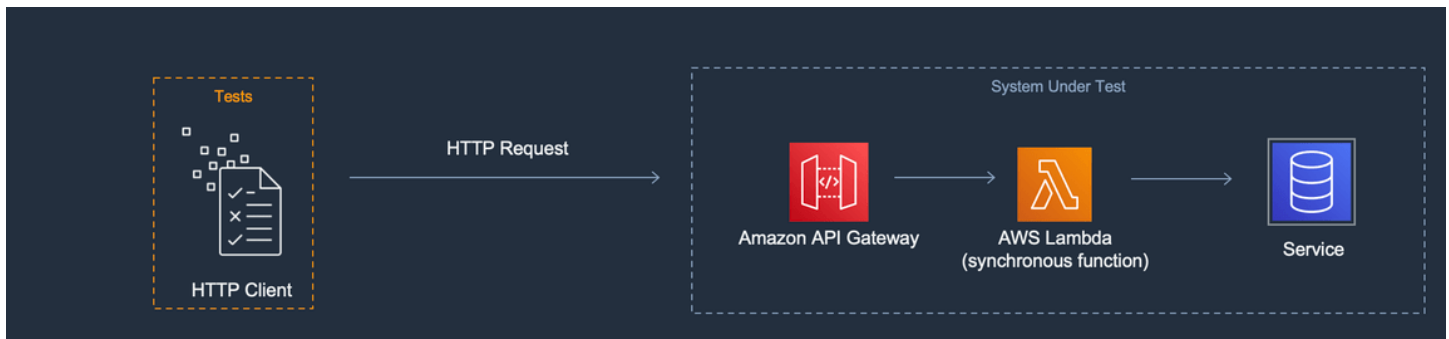 Tests
HTTP Client
HTTP Request
System Under Test
</>
Amazon API Gateway
AWS Lambda
(synchronous function)
Service